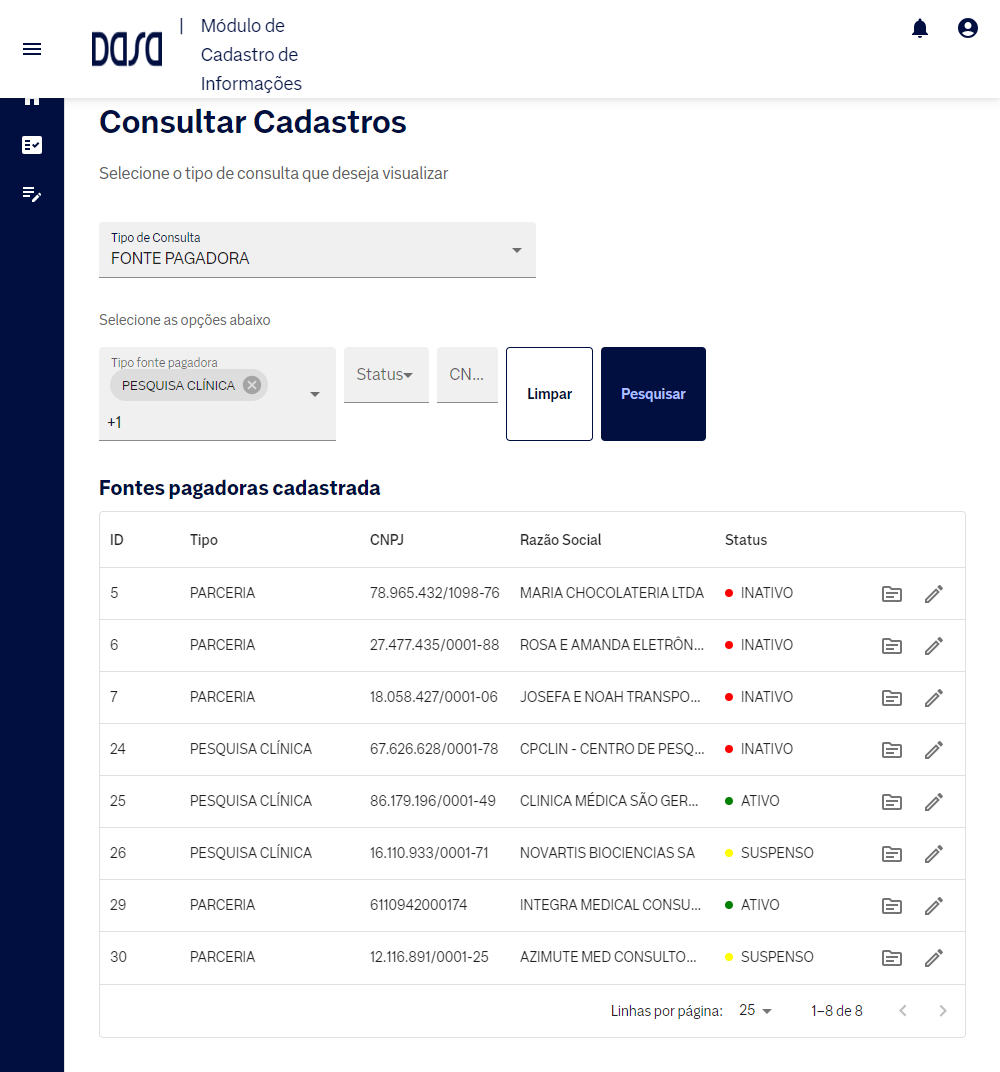 DASA
| Módulo de
Cadastro de
Informações
Consultar Cadastros
Selecione o tipo de consulta que deseja visualizar
Tipo de Consulta
FONTE PAGADORA
Selecione as opções abaixo
Tipo fonte pagadora
PESQUISA CLÍNICA
+1
Status
CN...
Limpar
Pesquisar
Fontes pagadoras cadastrada
ID Tipo CNPJ Razão Social Status
5 PARCERIA 78.965.432/1098-76 MARIA CHOCOLATERIA LTDA INATIVO
6 PARCERIA 27.477.435/0001-88 ROSA E AMANDA ELETRÔN... INATIVO
7 PARCERIA 18.058.427/0001-06 JOSEFA E NOAH TRANSPO... INATIVO
24 PESQUISA CLÍNICA 67.626.628/0001-78 CPCLIN - CENTRO DE PESQ... INATIVO
25 PESQUISA CLÍNICA 86.179.196/0001-49 CLINICA MÉDICA SÃO GER... ATIVO
26 PESQUISA CLÍNICA 16.110.933/0001-71 NOVARTIS BIOCIENCIAS SA SUSPENSO
29 PARCERIA 6110942000174 INTEGRA MEDICAL CONSU... ATIVO
30 PARCERIA 12.116.891/0001-25 AZIMUTE MED CONSULTO... SUSPENSO
Linhas por página: 25 1–8 de 8